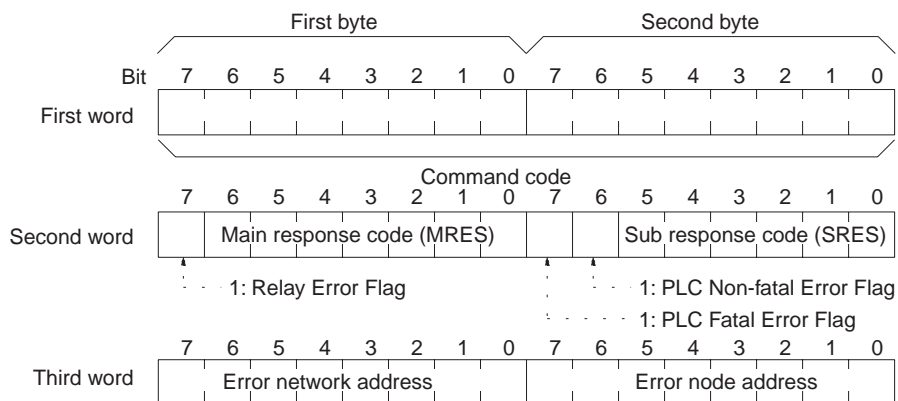 First byte Second byte
Bit 7 6 5 4 3 2 1 0 7 6 5 4 3 2 1 0
First word
Command code
7 6 5 4 3 2 1 0 7 6 5 4 3 2 1 0
Second word Main response code (MRES) Sub response code (SRES)
1: Relay Error Flag 1: PLC Non-fatal Error Flag
1: PLC Fatal Error Flag
7 6 5 4 3 2 1 0 7 6 5 4 3 2 1 0
Third word Error network address Error node address